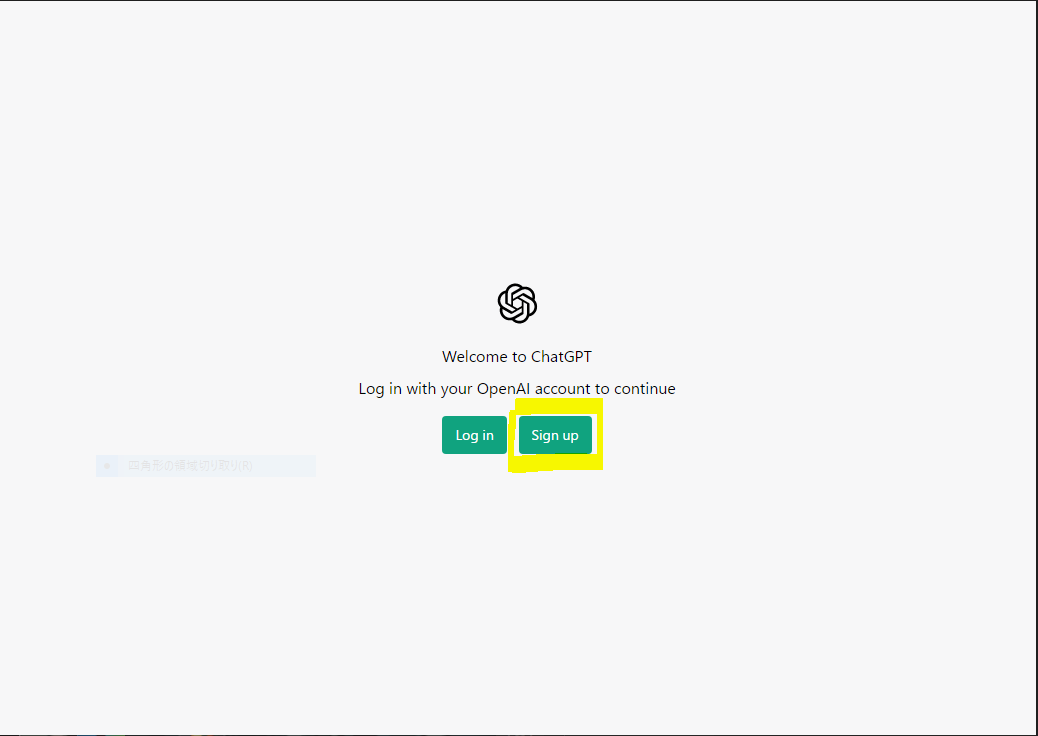 Welcome to ChatGPT
Log in with your OpenAI account to continue
Log in Sign up
四角形の領域切り取り(R)